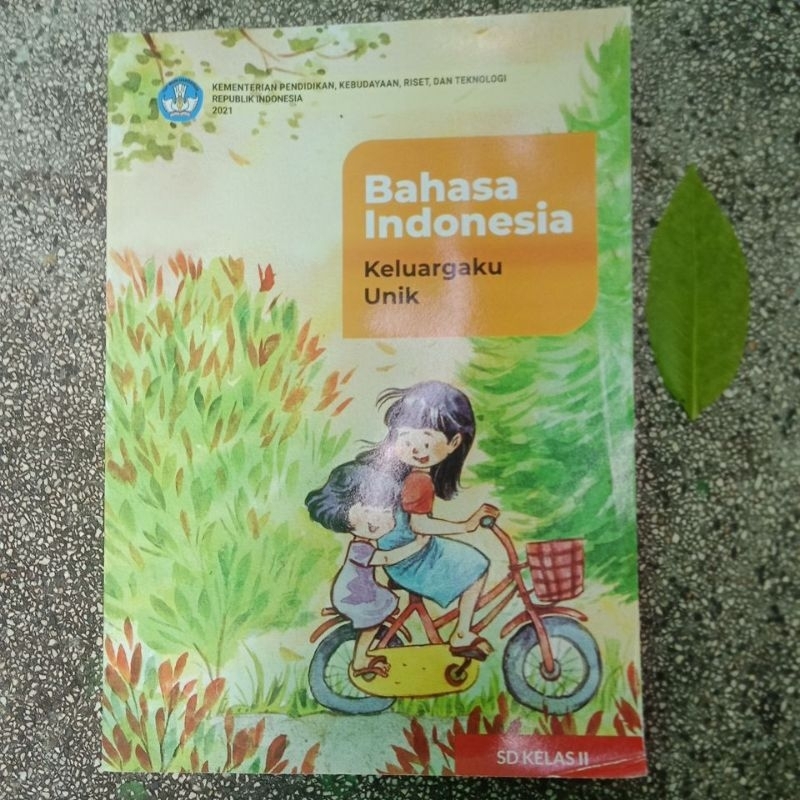 KEMENTERIAN PENDIDIKAN, KEBUDAYAAN, RISET, DAN TEKNOLOGI
REPUBLIK INDONESIA
2021
Bahasa
Indonesia
Keluargaku
Unik
SD KELAS II